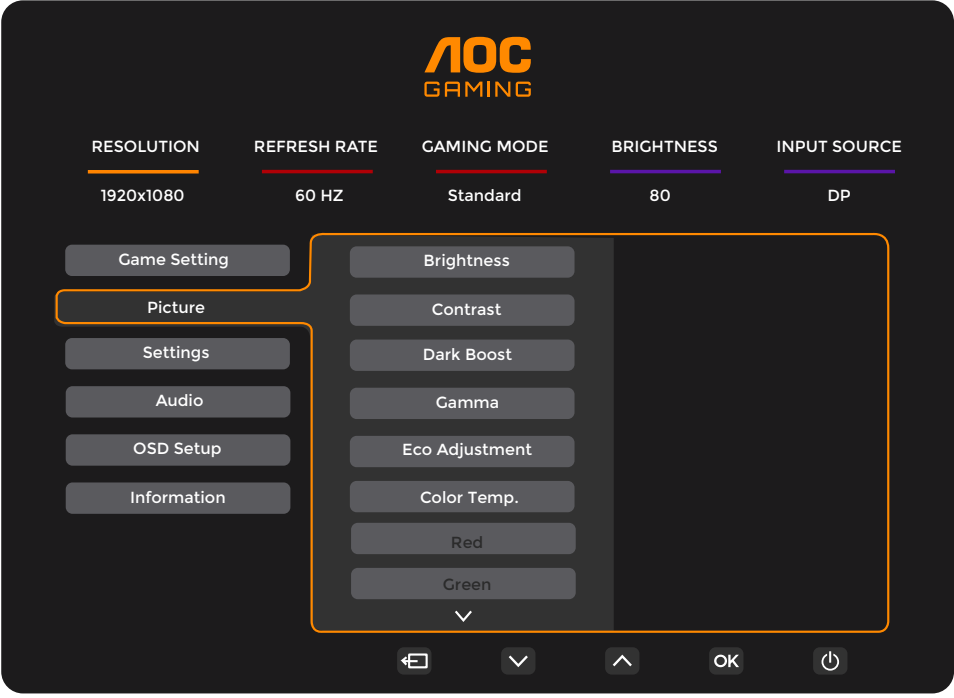 AOC
GAMING
RESOLUTION REFRESH RATE GAMING MODE BRIGHTNESS INPUT SOURCE
1920x1080 60 HZ Standard 80 DP
Game Setting
Picture
Settings
Audio
OSD Setup
Information
Brightness
Contrast
Dark Boost
Gamma
Eco Adjustment
Color Temp.
Red
Green
OK